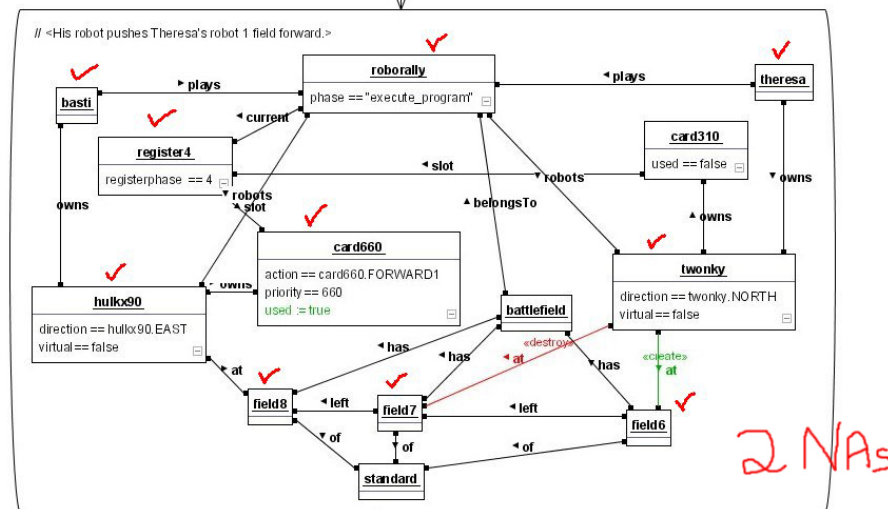 // <His robot pushes Theresa's robot 1 field forward.>
roborally
phase == "execute_program"
theresa
basti
► plays
◄ plays
◄ current
register4
registerphase == 4
card310
used == false
◄ slot
▼ robots
▼ owns
owns
▼ robots
▼ slot
▲ belongsTo
▲ owns
card660
action == card660.FORWARD1
priority == 660
used := true
twonky
direction == twonky.NORTH
virtual == false
hulkx90
direction == hulkx90.EAST
virtual == false
► owns
battlefield
«destroy»
◄ at
«create»
▼ at
◄ has
◄ has
▼ has
► at
field8
◄ left
field7
◄ left
field6
▼ of
▼ of
◄ of
standard
2 NAs